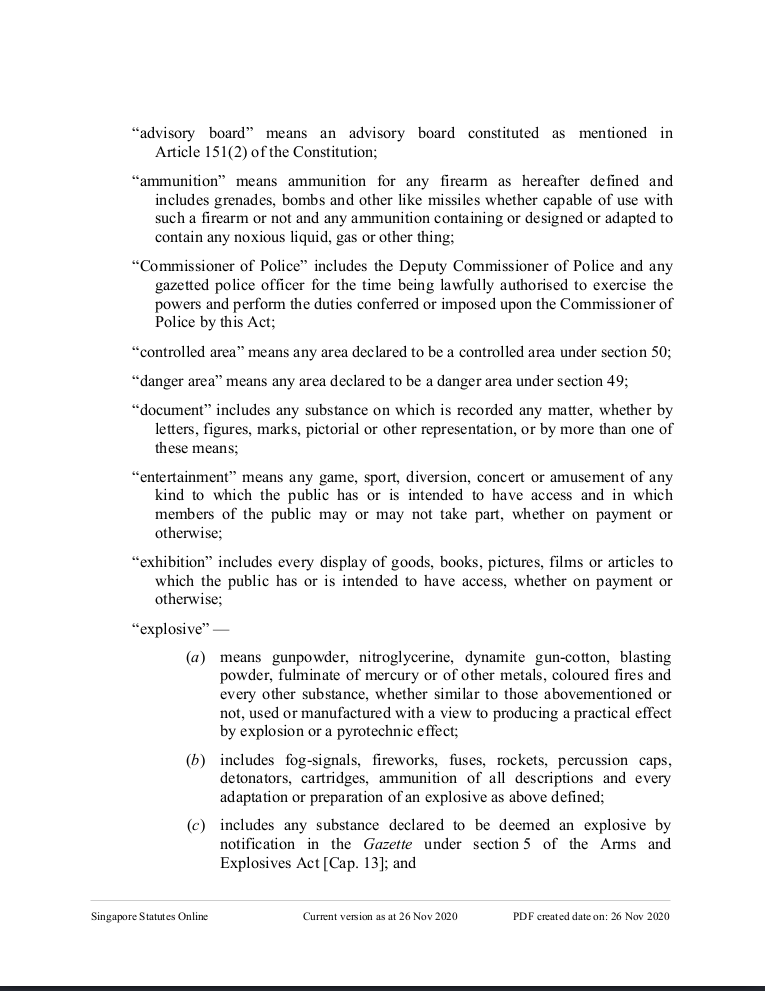 “advisory board” means an advisory board constituted as mentioned in
Article 151(2) of the Constitution;
“ammunition” means ammunition for any firearm as hereafter defined and
includes grenades, bombs and other like missiles whether capable of use with
such a firearm or not and any ammunition containing or designed or adapted to
contain any noxious liquid, gas or other thing;
“Commissioner of Police” includes the Deputy Commissioner of Police and any
gazetted police officer for the time being lawfully authorised to exercise the
powers and perform the duties conferred or imposed upon the Commissioner of
Police by this Act;
“controlled area” means any area declared to be a controlled area under section 50;
“danger area” means any area declared to be a danger area under section 49;
“document” includes any substance on which is recorded any matter, whether by
letters, figures, marks, pictorial or other representation, or by more than one of
these means;
“entertainment” means any game, sport, diversion, concert or amusement of any
kind to which the public has or is intended to have access and in which
members of the public may or may not take part, whether on payment or
otherwise;
“exhibition” includes every display of goods, books, pictures, films or articles to
which the public has or is intended to have access, whether on payment or
otherwise;
“explosive” —
(a) means gunpowder, nitroglycerine, dynamite gun-cotton, blasting
powder, fulminate of mercury or of other metals, coloured fires and
every other substance, whether similar to those abovementioned or
not, used or manufactured with a view to producing a practical effect
by explosion or a pyrotechnic effect;
(b) includes fog-signals, fireworks, fuses, rockets, percussion caps,
detonators, cartridges, ammunition of all descriptions and every
adaptation or preparation of an explosive as above defined;
(c) includes any substance declared to be deemed an explosive by
notification in the Gazette under section 5 of the Arms and
Explosives Act [Cap. 13]; and
Singapore Statutes Online Current version as at 26 Nov 2020 PDF created date on: 26 Nov 2020